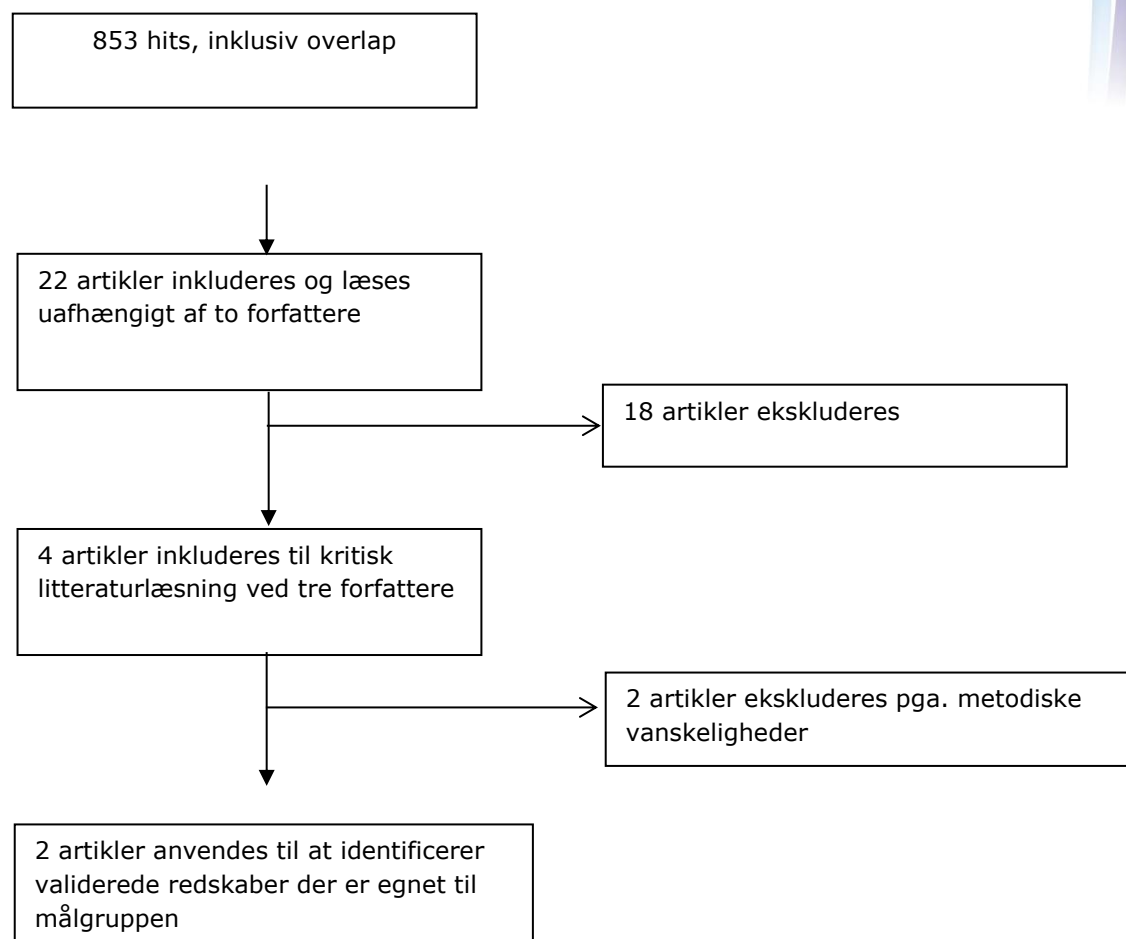 853 hits, inklusiv overlap
22 artikler inkluderes og læses
uafhængigt af to forfattere
18 artikler ekskluderes
4 artikler inkluderes til kritisk
litteraturlæsning ved tre forfattere
2 artikler ekskluderes pga. metodiske
vanskeligheder
2 artikler anvendes til at identificerer
validerede redskaber der er egnet til
målgruppen